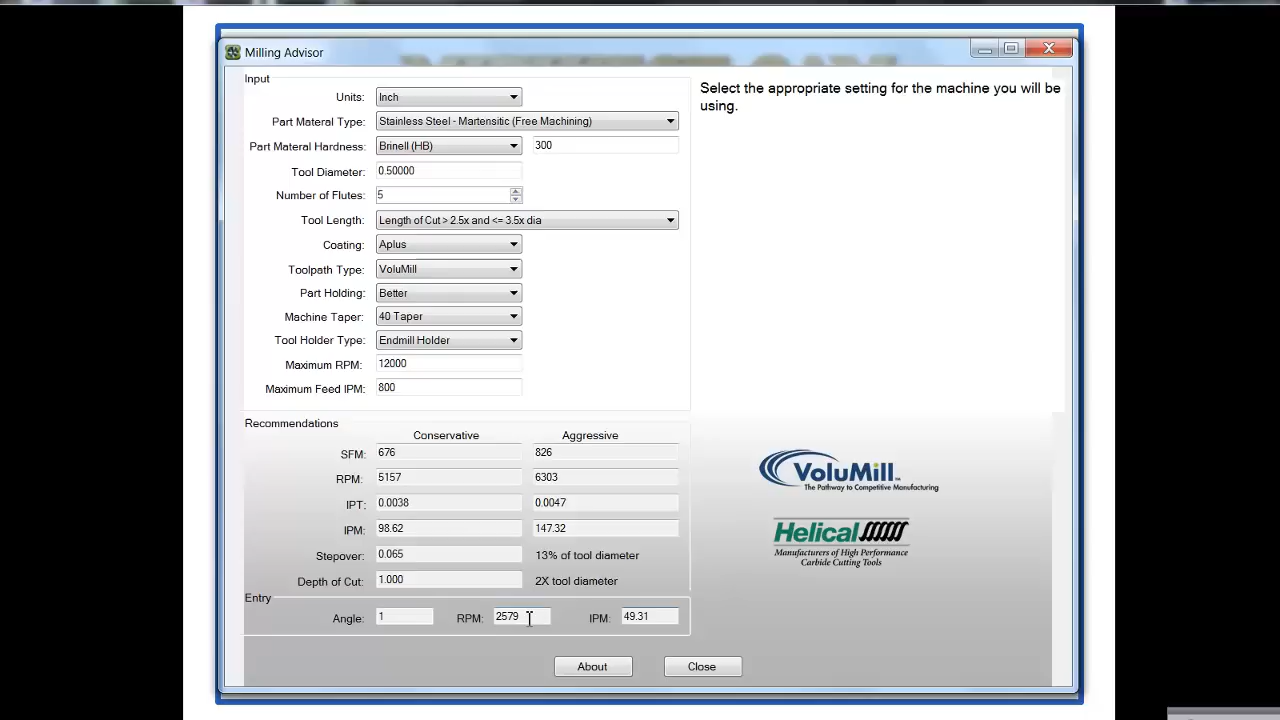 Milling Advisor
Input
Units: Inch
Part Materal Type: Stainless Steel - Martensitic (Free Machining)
Part Materal Hardness: Brinell (HB) 300
Tool Diameter: 0.50000
Number of Flutes: 5
Tool Length: Length of Cut > 2.5x and <= 3.5x dia
Coating: Aplus
Toolpath Type: VoluMill
Part Holding: Better
Machine Taper: 40 Taper
Tool Holder Type: Endmill Holder
Maximum RPM: 12000
Maximum Feed IPM: 800
Select the appropriate setting for the machine you will be
using.
Recommendations
Conservative Aggressive
SFM: 676 826
RPM: 5157 6303
IPT: 0.0038 0.0047
IPM: 98.62 147.32
Stepover: 0.065 13% of tool diameter
Depth of Cut: 1.000 2X tool diameter
Entry
Angle: 1 RPM: 2579 IPM: 49.31
VoluMill
The Pathway to Competitive Manufacturing
Helical
Manufacturers of High Performance
Carbide Cutting Tools
About Close